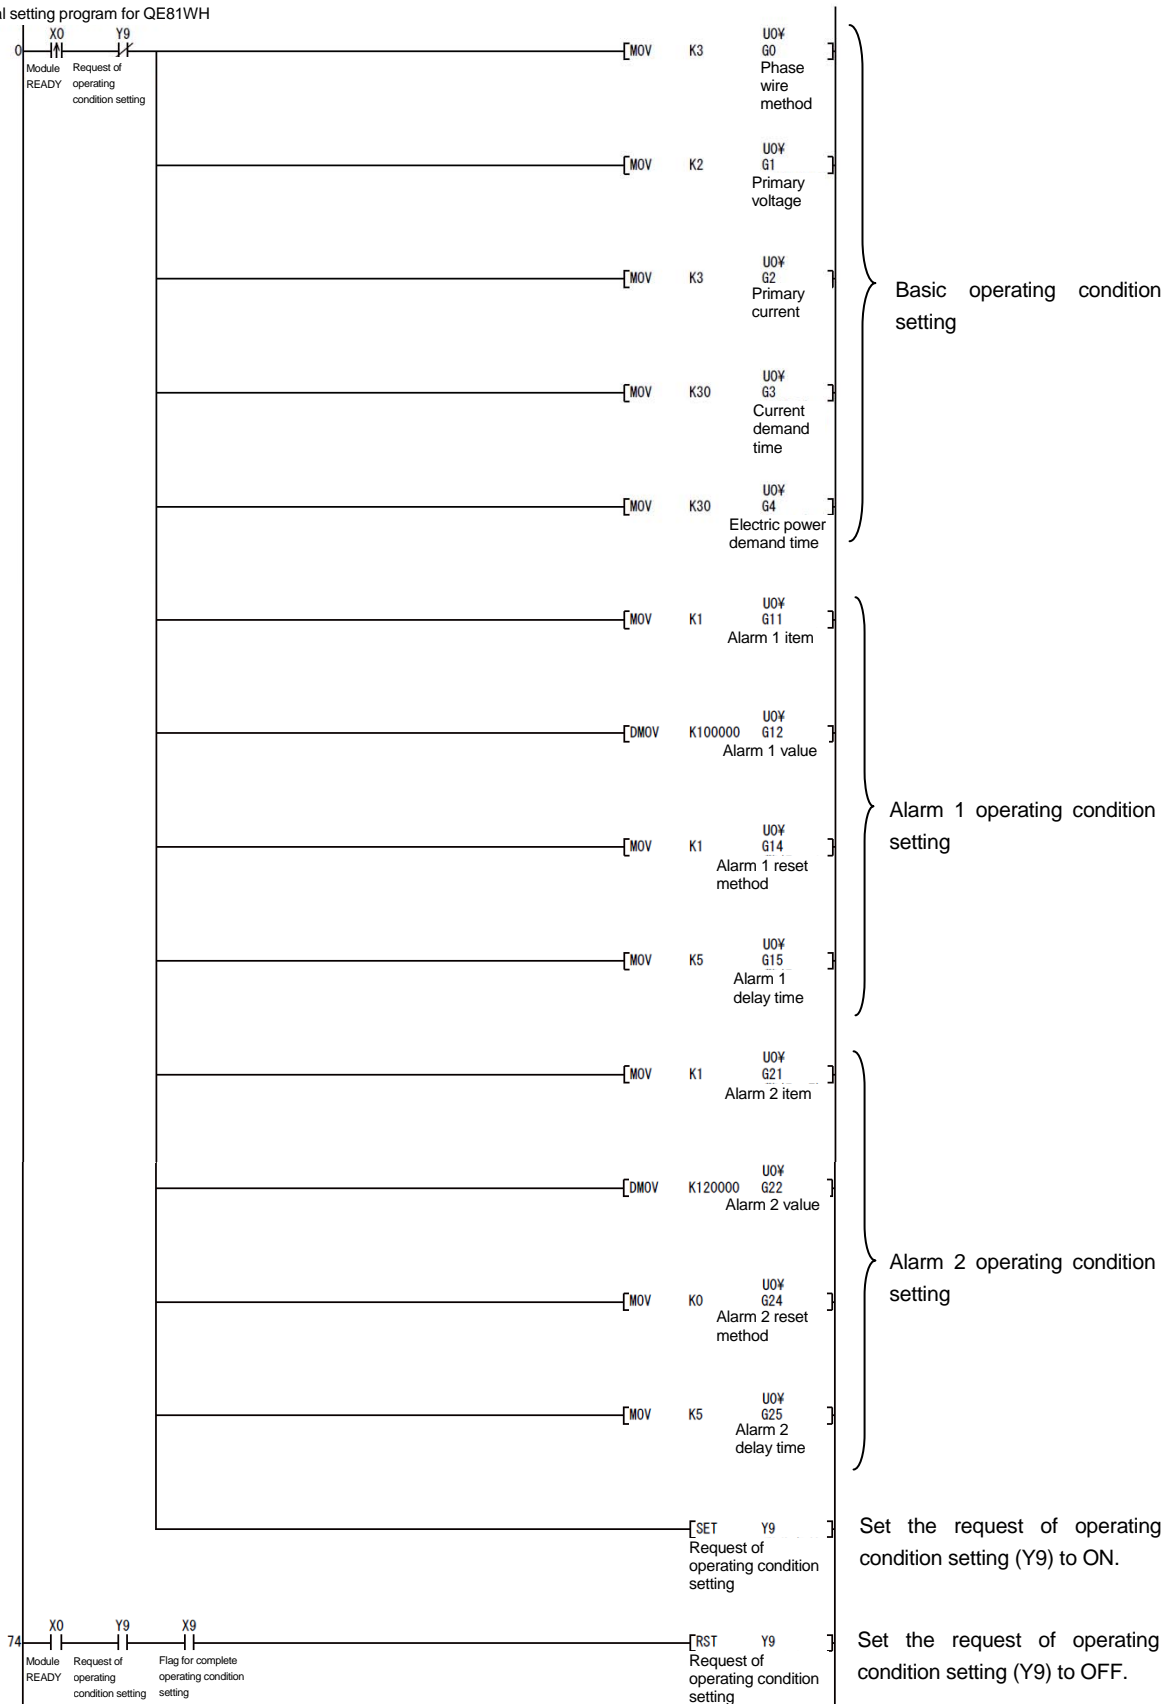 al setting program for QE81WH
X0 Y9
0
Module READY
Request of operating condition setting
[MOV K3 U0¥ G0 ]
Phase
wire
method
[MOV K2 U0¥ G1 ]
Primary
voltage
[MOV K3 U0¥ G2 ]
Primary
current
Basic operating condition
setting
[MOV K30 U0¥ G3 ]
Current
demand
time
[MOV K30 U0¥ G4 ]
Electric power
demand time
[MOV K1 U0¥ G11 ]
Alarm 1 item
[DMOV K100000 U0¥ G12 ]
Alarm 1 value
Alarm 1 operating condition
setting
[MOV K1 U0¥ G14 ]
Alarm 1 reset
method
[MOV K5 U0¥ G15 ]
Alarm 1
delay time
[MOV K1 U0¥ G21 ]
Alarm 2 item
[DMOV K120000 U0¥ G22 ]
Alarm 2 value
Alarm 2 operating condition
setting
[MOV K0 U0¥ G24 ]
Alarm 2 reset
method
[MOV K5 U0¥ G25 ]
Alarm 2
delay time
[SET Y9 ]
Request of
operating condition
setting
Set the request of operating
condition setting (Y9) to ON.
X0 Y9 X9
74
Module READY
Request of operating condition setting
Flag for complete operating condition setting
[RST Y9 ]
Request of
operating condition
setting
Set the request of operating
condition setting (Y9) to OFF.